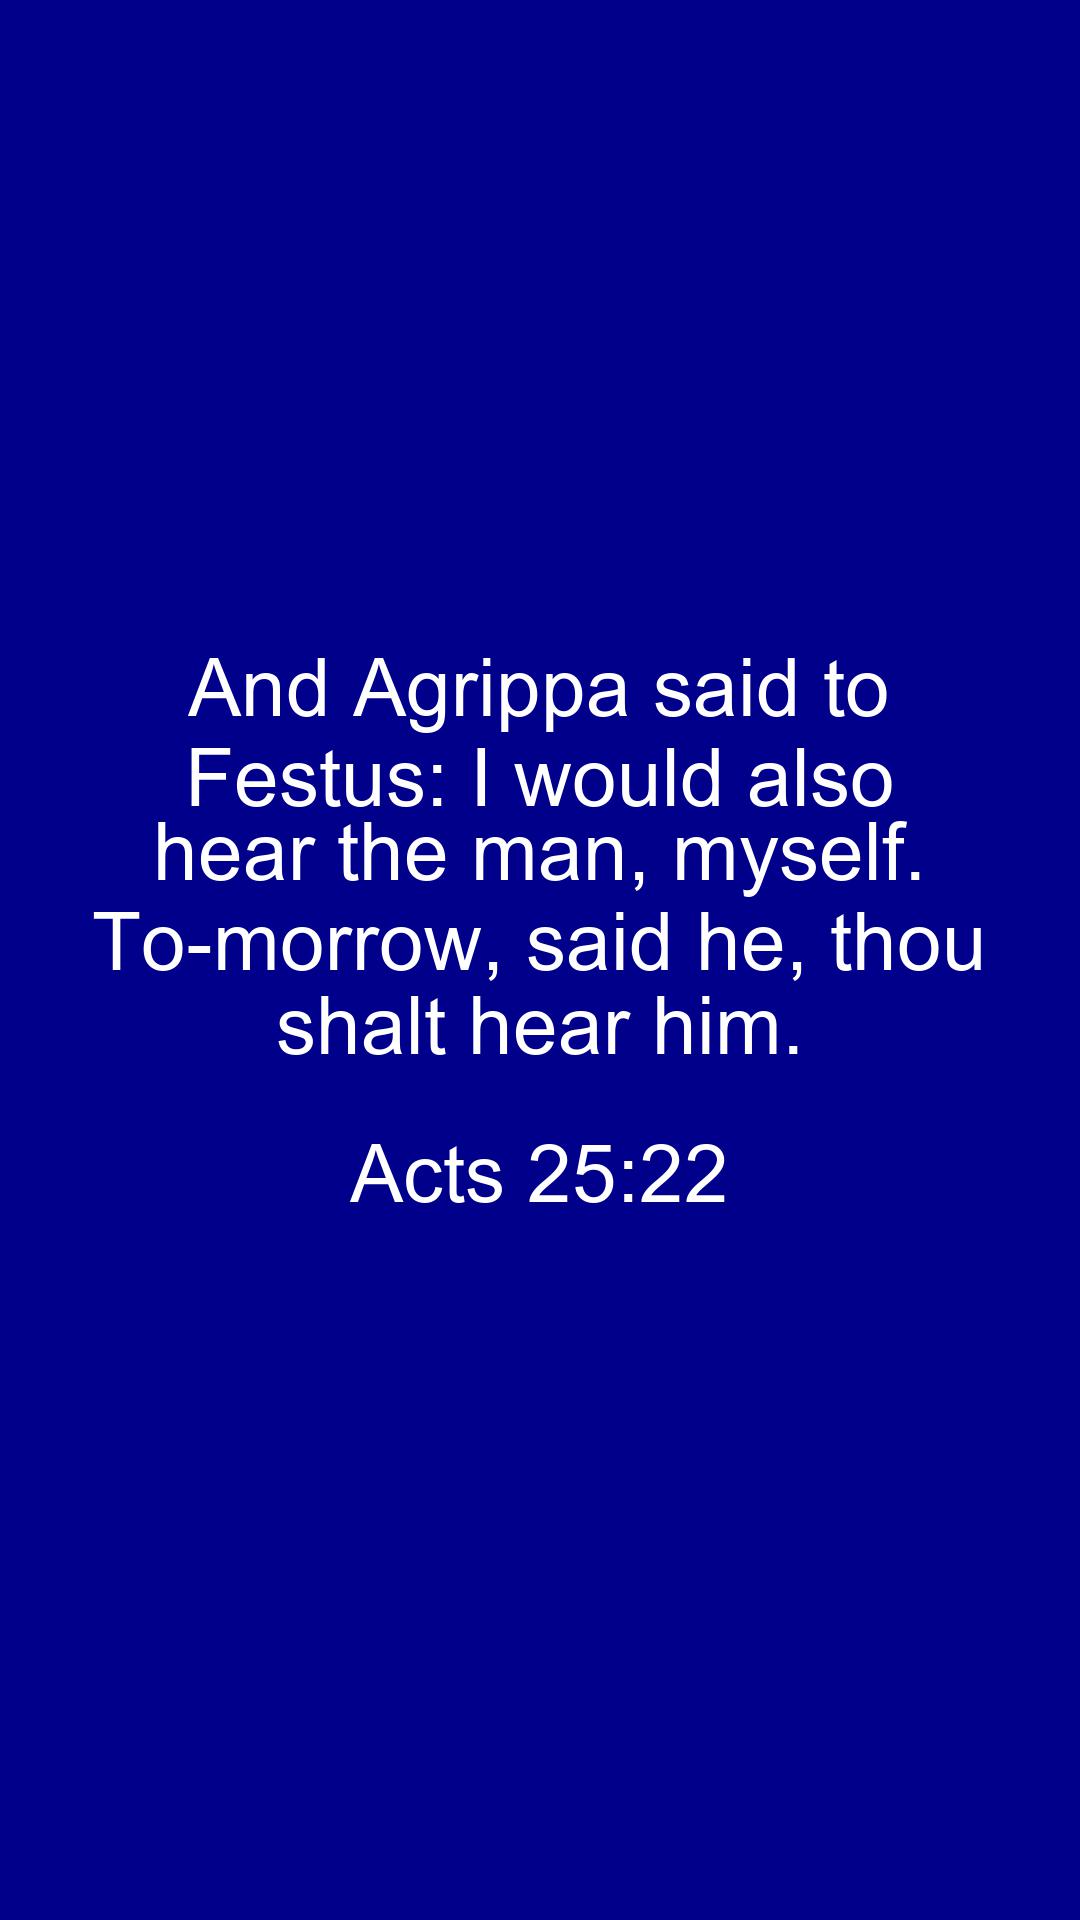 And Agrippa said to
Festus: I would also
hear the man, myself.
To-morrow, said he, thou
shalt hear him.
Acts 25:22